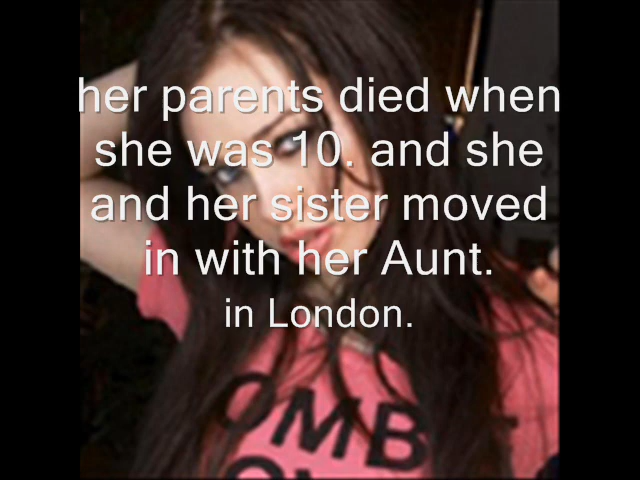 her parents died when
she was 10. and she
and her sister moved
in with her Aunt.
in London.
OMB